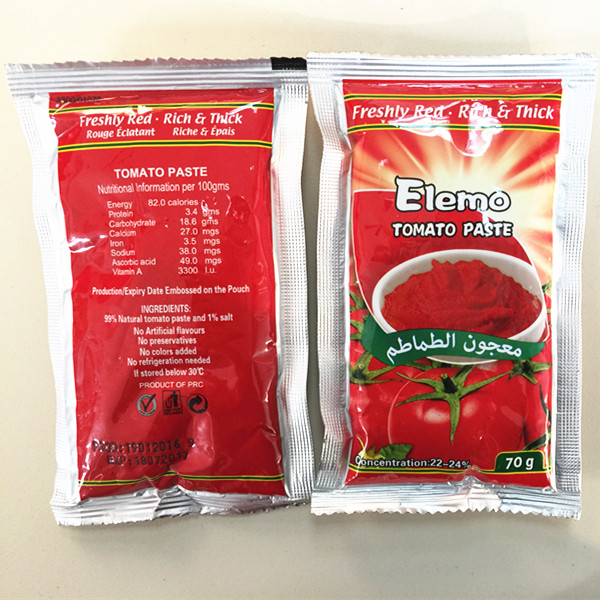 Freshly Red · Rich & Thick
Rouge Éclatant Riche & Épais
TOMATO PASTE
Nutritional Information per 100gms
Energy 82.0 calories
Protein 3.4 gms
Carbohydrate 18.6 gms
Calcium 27.0 mgs
Iron 3.5 mgs
Sodium 38.0 mgs
Ascorbic acid 49.0 mgs
Vitamin A 3300 I.u.
Production/Expiry Date Embossed on the Pouch
INGREDIENTS:
99% Natural tomato paste and 1% salt
No Artificial flavours
No preservatives
No colors added
No refrigeration needed
If stored below 30℃
PRODUCT OF PRC
EXP:18072017
Freshly Red · Rich & Thick
Elemo
TOMATO PASTE
معجون الطماطم
Concentration:22-24%
70 g